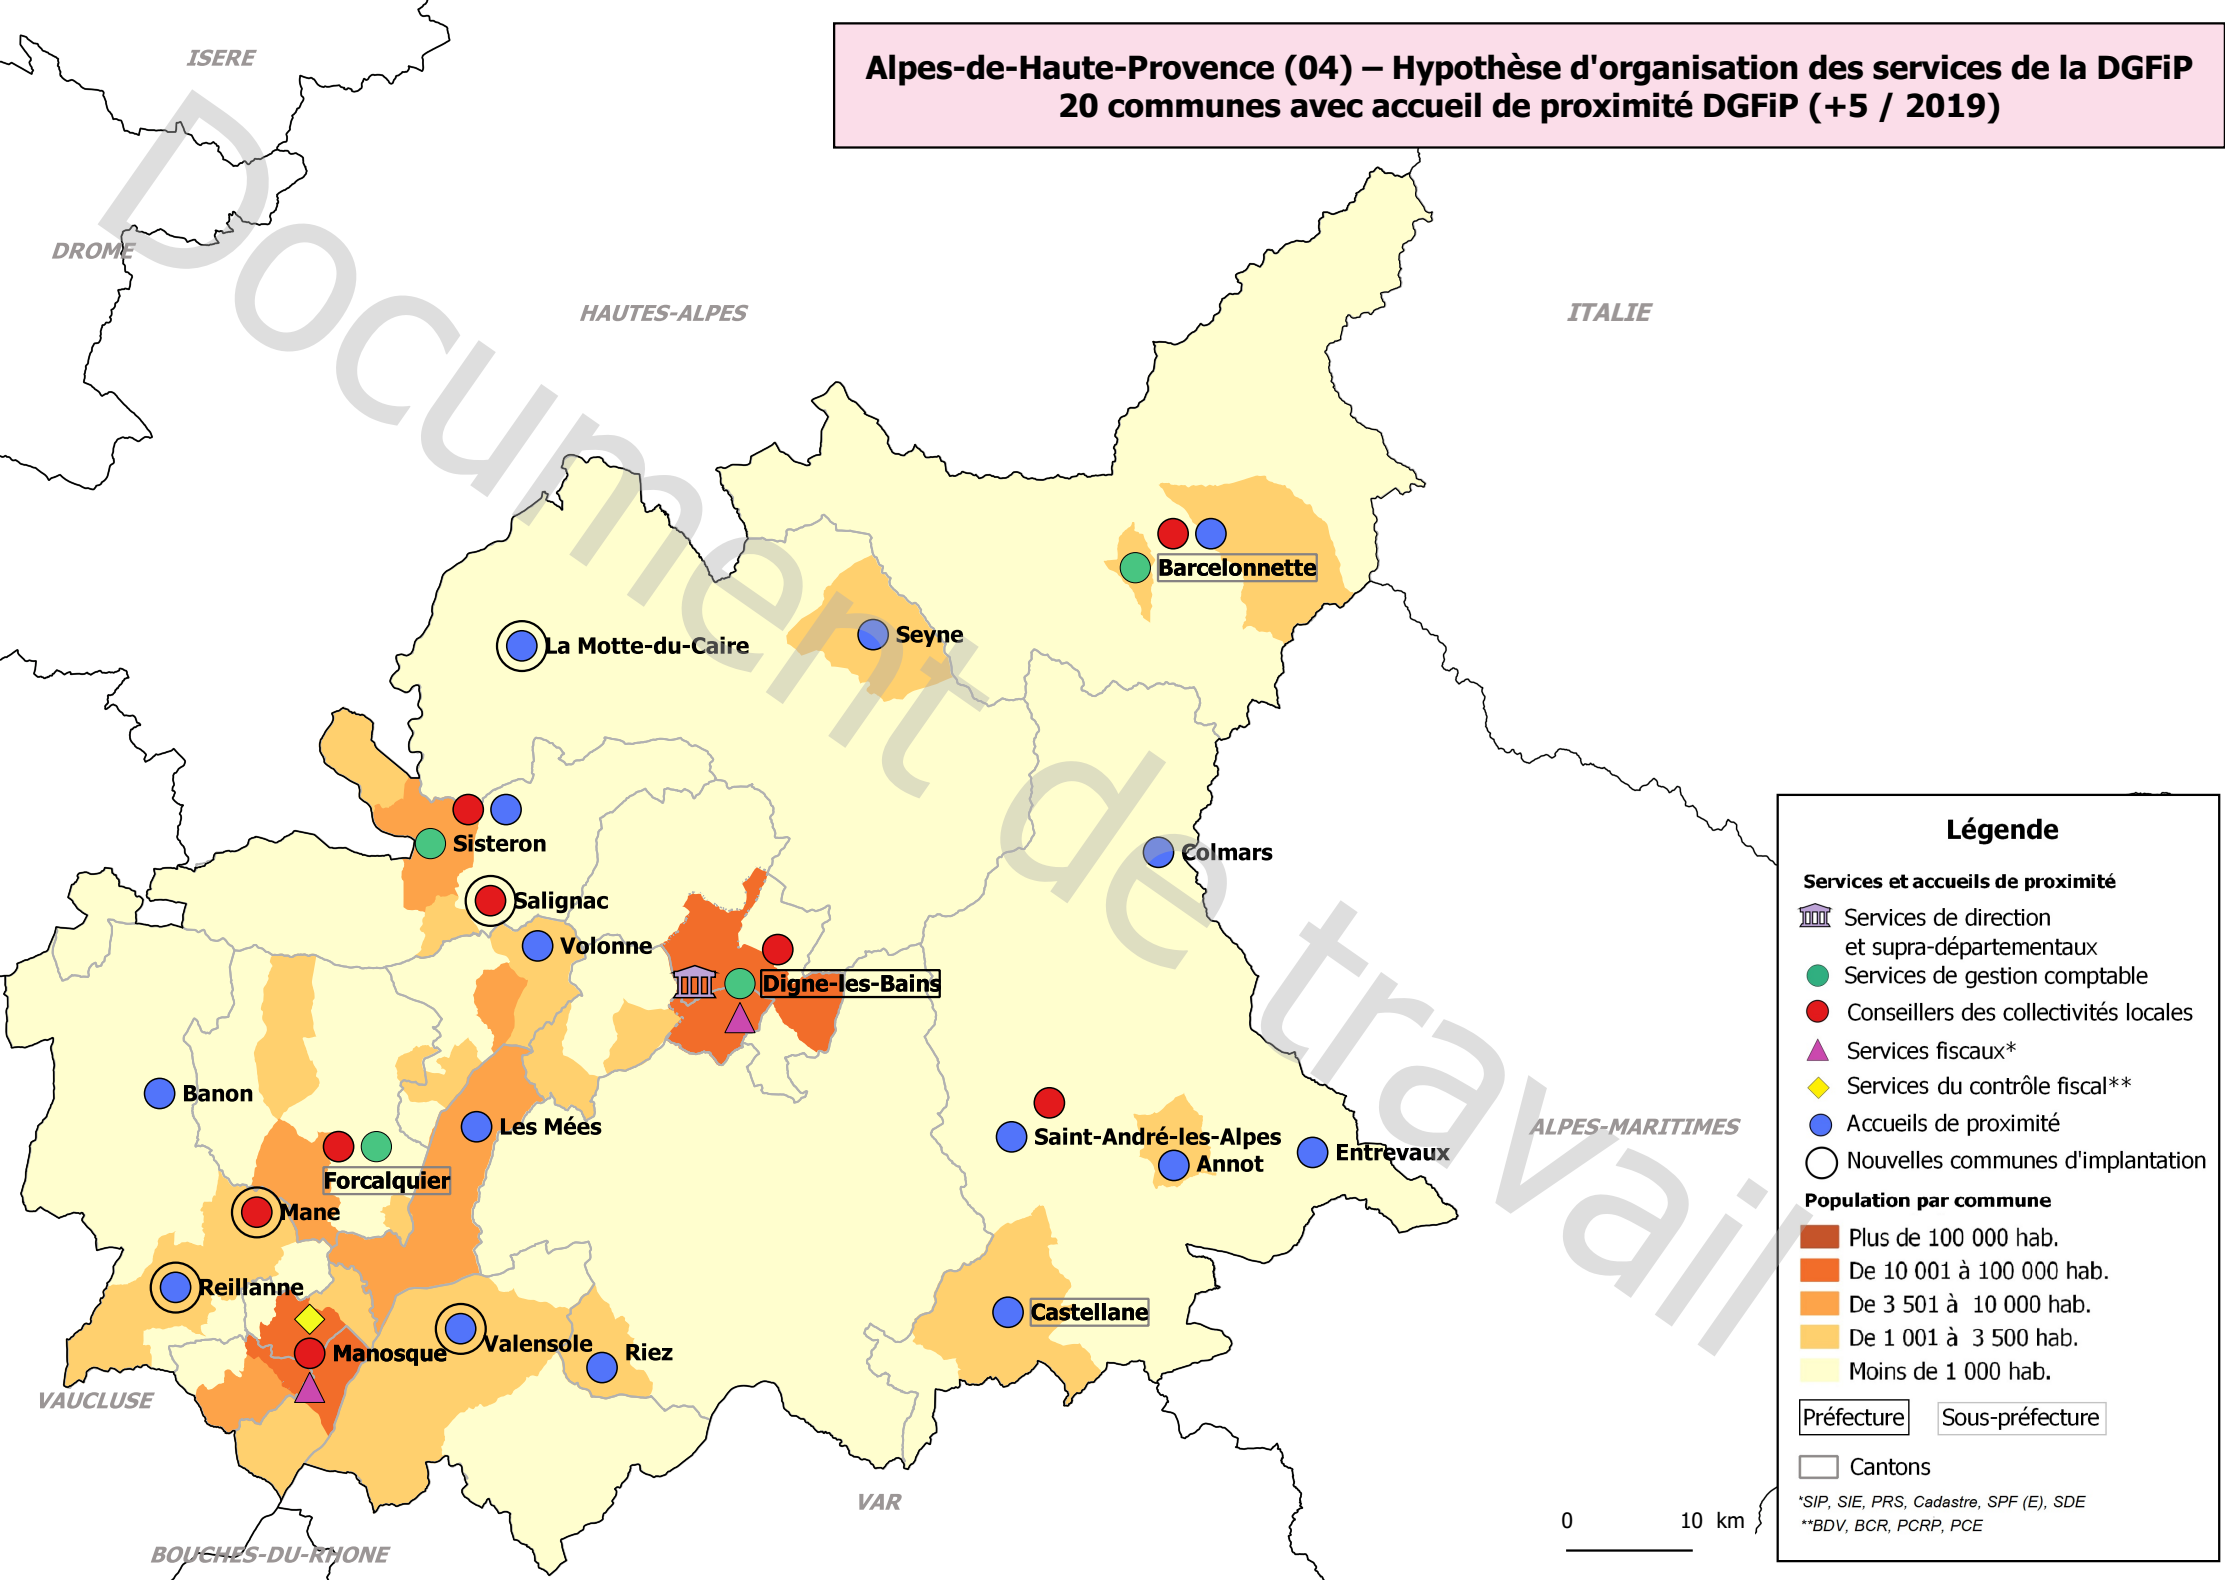 Alpes-de-Haute-Provence (04) – Hypothèse d'organisation des services de la DGFiP
20 communes avec accueil de proximité DGFiP (+5 / 2019)
ISERE
DROME
HAUTES-ALPES
ITALIE
Document de travail
Barcelonnette
Seyne
La Motte-du-Caire
Sisteron
Colmars
Salignac
Volonne
Digne-les-Bains
Banon
Les Mées
Saint-André-les-Alpes
Annot
Entrevaux
ALPES-MARITIMES
Forcalquier
Mane
Reillanne
Castellane
Manosque
Valensole
Riez
VAUCLUSE
VAR
BOUCHES-DU-RHONE
0 10 km
Légende
Services et accueils de proximité
Services de direction
et supra-départementaux
Services de gestion comptable
Conseillers des collectivités locales
Services fiscaux*
Services du contrôle fiscal**
Accueils de proximité
Nouvelles communes d'implantation
Population par commune
Plus de 100 000 hab.
De 10 001 à 100 000 hab.
De 3 501 à 10 000 hab.
De 1 001 à 3 500 hab.
Moins de 1 000 hab.
Préfecture
Sous-préfecture
Cantons
*SIP, SIE, PRS, Cadastre, SPF (E), SDE
**BDV, BCR, PCRP, PCE